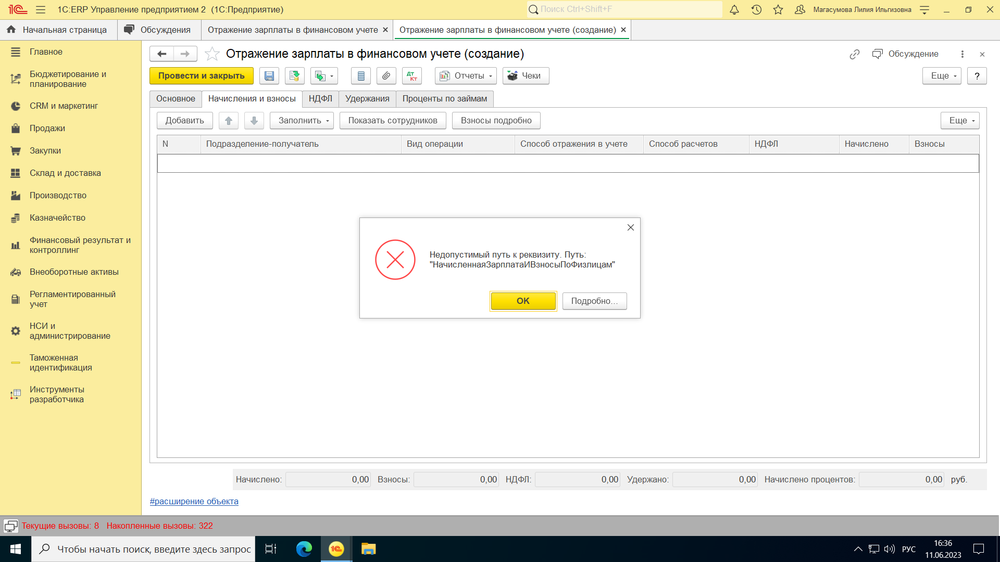 1С:ERP Управление предприятием 2 (1С:Предприятие)
Поиск Ctrl+Shift+F
Магасумова Лилия Ильгизовна
Начальная страница
Обсуждения
Отражение зарплаты в финансовом учете
Отражение зарплаты в финансовом учете (создание)
Главное
Бюджетирование и
планирование
CRM и маркетинг
Продажи
Закупки
Склад и доставка
Производство
Казначейство
Финансовый результат и
контроллинг
Внеоборотные активы
Регламентированный
учет
НСИ и
администрирование
Таможенная
идентификация
Инструменты
разработчика
Отражение зарплаты в финансовом учете (создание)
Обсуждение
Провести и закрыть
Дт
Кт
Отчеты
Чеки
Еще
?
Основное
Начисления и взносы
НДФЛ
Удержания
Проценты по займам
Добавить
Заполнить
Показать сотрудников
Взносы подробно
Еще
N
Подразделение-получатель
Вид операции
Способ отражения в учете
Способ расчетов
НДФЛ
Начислено
Взносы
Недопустимый путь к реквизиту. Путь:
"НачисленнаяЗарплатаИВзносыПоФизлицам"
ОК
Подробно...
Начислено: 0,00
Взносы: 0,00
НДФЛ: 0,00
Удержано: 0,00
Начислено процентов: 0,00 руб.
#расширение объекта
Текущие вызовы: 8 Накопленные вызовы: 322
Чтобы начать поиск, введите здесь запрос
РУС
16:36
11.06.2023